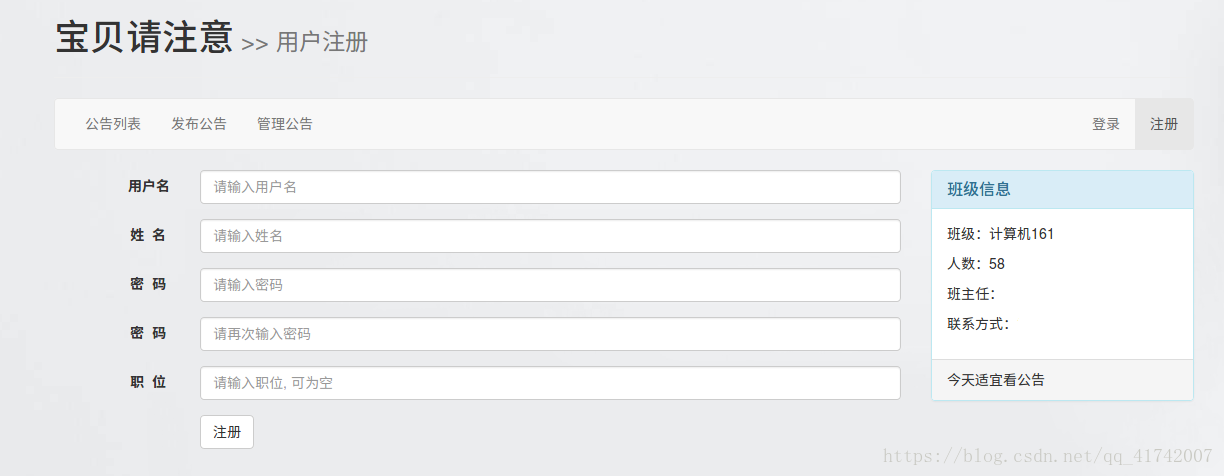 宝贝请注意 >> 用户注册
公告列表 发布公告 管理公告 登录 注册
用户名 请输入用户名
姓 名 请输入姓名
密 码 请输入密码
密 码 请再次输入密码
职 位 请输入职位, 可为空
注册
班级信息
班级：计算机161
人数：58
班主任：
联系方式：
今天适宜看公告
https://blog.csdn.net/qq_41742007